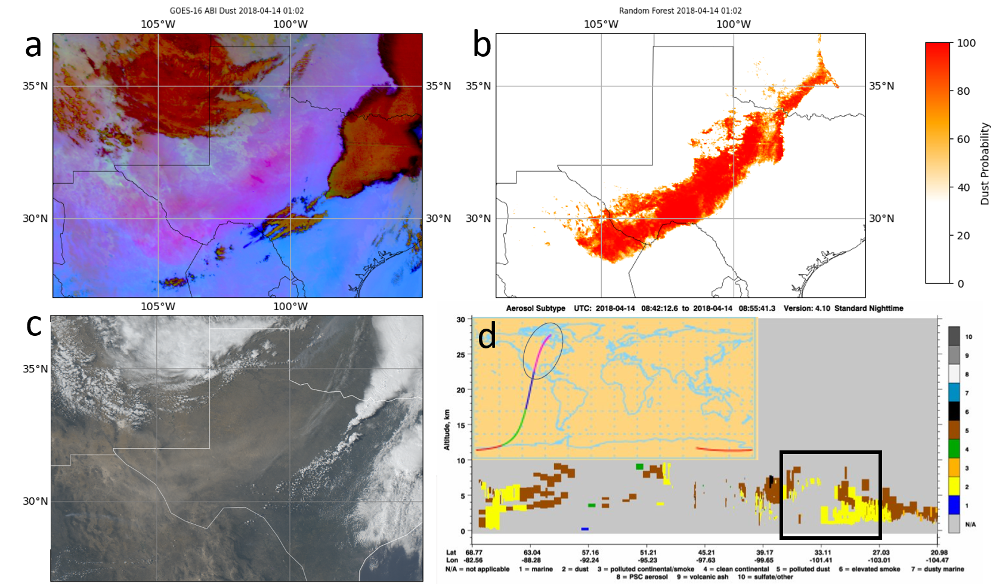 GOES-16 ABI Dust 2018-04-14 01:02
105°W 100°W
a
35°N 35°N
30°N 30°N
105°W 100°W
Random Forest 2018-04-14 01:02
105°W 100°W
b
35°N 35°N
30°N 30°N
100
80
60
40
20
0
Dust Probability
c
35°N
30°N
Aerosol Subtype UTC: 2018-04-14 08:42:12.6 to 2018-04-14 08:55:41.3 Version: 4.10 Standard Nighttime
d
Altitude, km
30
25
20
15
10
5
0
10
9
8
7
6
5
4
3
2
1
N/A
Lat 68.77 63.04 57.16 51.21 45.21 39.17 33.11 27.03 20.98
Lon -82.56 -88.28 -92.24 -95.23 -97.63 -99.65 -101.41 -103.01 -104.47
N/A = not applicable 1 = marine 2 = dust 3 = polluted continental/smoke 4 = clean continental 5 = polluted dust 6 = elevated smoke 7 = dusty marine
8 = PSC aerosol 9 = volcanic ash 10 = sulfate/other